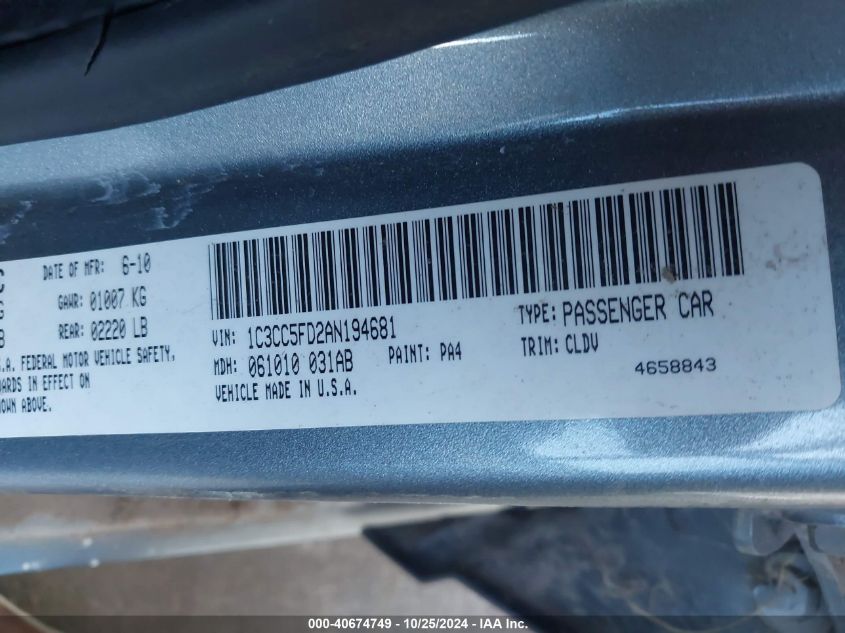 DATE OF MFR: 6-10
GAWR: 01007 KG
REAR: 02220 LB
.A. FEDERAL MOTOR VEHICLE SAFETY,
ARDS IN EFFECT ON
OWN ABOVE.
VIN: 1C3CC5FD2AN194681
MDH: 061010 031AB
PAINT: PA4
VEHICLE MADE IN U.S.A.
TYPE: PASSENGER CAR
TRIM: CLDV
4658843
000-40674749 - 10/25/2024 - IAA Inc.